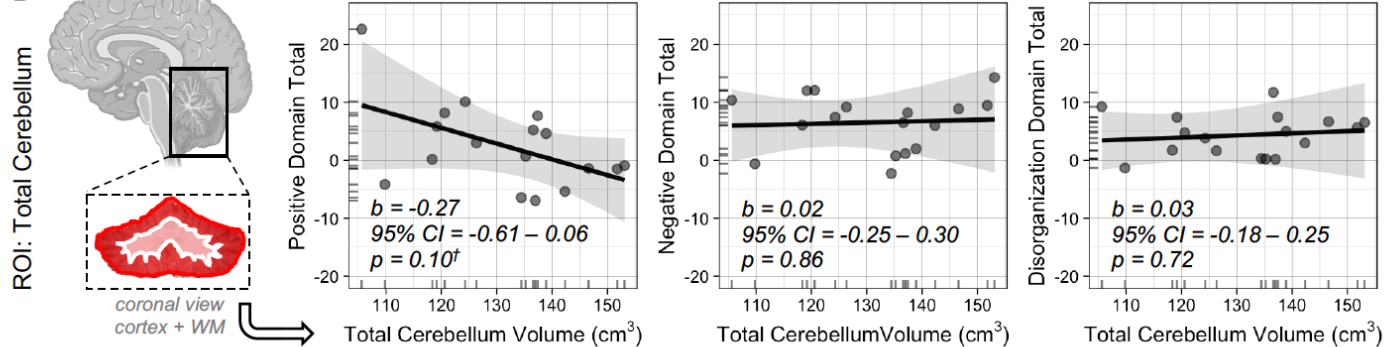 ROI: Total Cerebellum
coronal view
cortex + WM
Positive Domain Total
20
10
0
-10
-20
b = -0.27
95% CI = -0.61 – 0.06
p = 0.10†
110 120 130 140 150
Total Cerebellum Volume (cm³)
Negative Domain Total
20
10
0
-10
-20
b = 0.02
95% CI = -0.25 – 0.30
p = 0.86
110 120 130 140 150
Total CerebellumVolume (cm³)
Disorganization Domain Total
20
10
0
-10
-20
b = 0.03
95% CI = -0.18 – 0.25
p = 0.72
110 120 130 140 150
Total Cerebellum Volume (cm³)